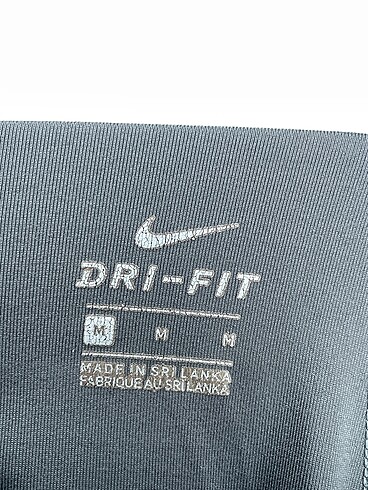 DRI-FIT
M M M
MADE IN SRI LANKA
FABRIQUE AU SRI LANKA